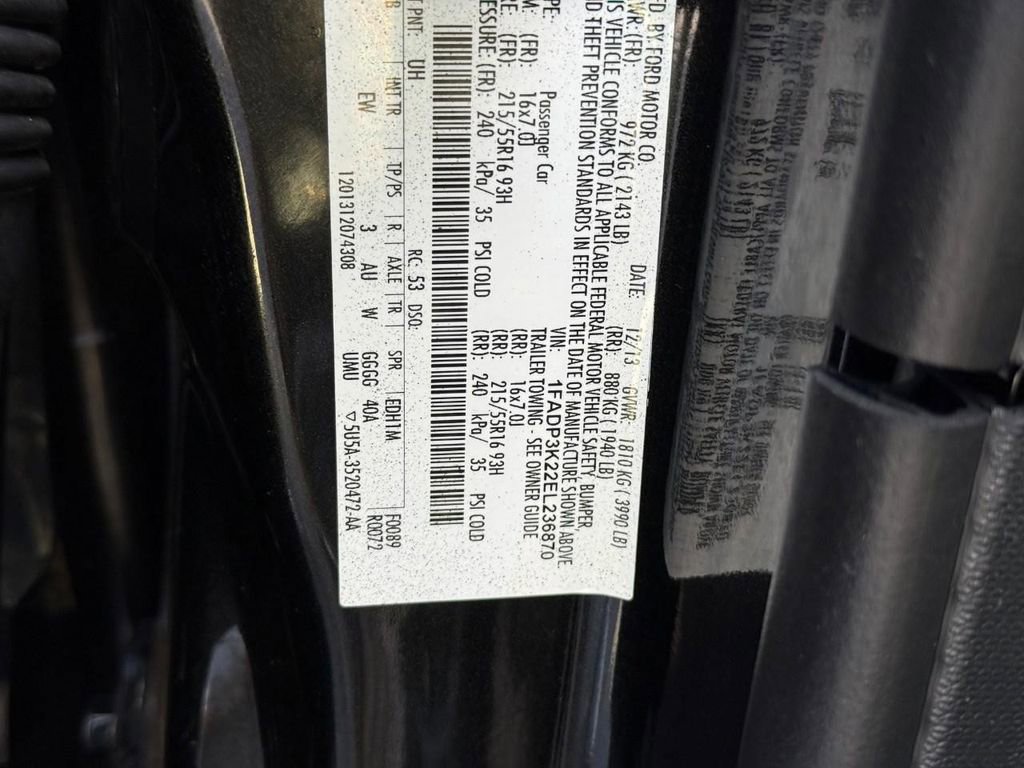 FD. BY FORD MOTOR CO.
DATE: 12/13 GVWR: 1810 KG ( 3990 LB)
WR: (FR): 972 KG ( 2143 LB) (RR): 880 KG ( 1940 LB)
IS VEHICLE CONFORMS TO ALL APPLICABLE FEDERAL MOTOR VEHICLE SAFETY, BUMPER,
D THEFT PREVENTION STANDARDS IN EFFECT ON THE DATE OF MANUFACTURE SHOWN ABOVE.
VIN: 1FADP3K22EL236870
PE: Passenger Car TRAILER TOWING - SEE OWNER GUIDE
M: (FR): 16x7.0J (RR): 16x7.0J
RE: (FR): 215/55R16 93H (RR): 215/55R16 93H
ESSURE: (FR): 240 kPa/ 35 PSI COLD (RR): 240 kPa/ 35 PSI COLD
T PNT: UH RC: 53 DSO: F0089
R0072
B INT TR TP/PS R AXLE TR SPR EDH1M
EW 3 AU W GGGG 40A
1201312074308 UMU ▽5U5A-3520472-AA